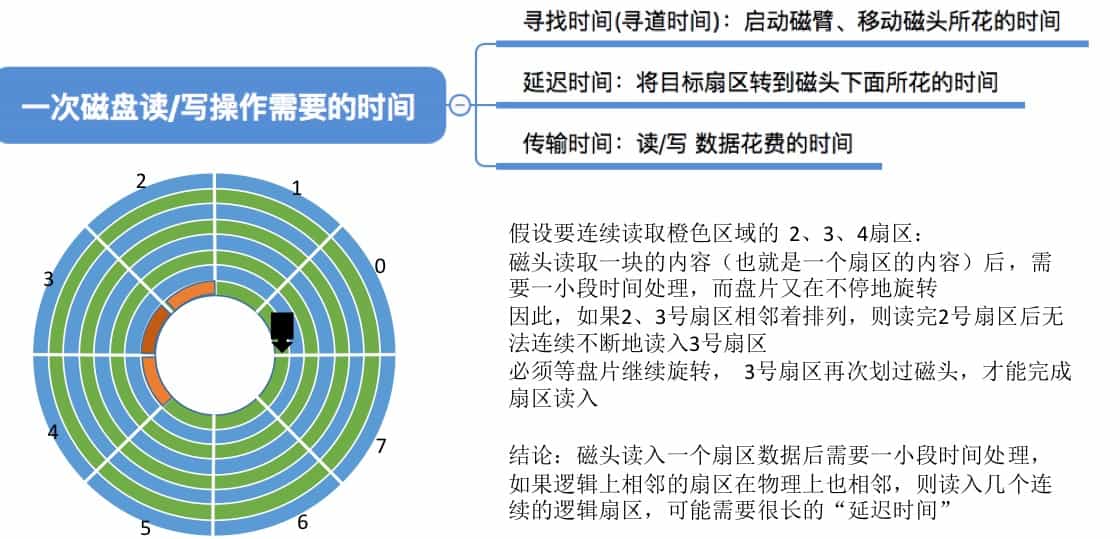 一次磁盘读/写操作需要的时间
寻找时间(寻道时间)：启动磁臂、移动磁头所花的时间
延迟时间：将目标扇区转到磁头下面所花的时间
传输时间：读/写 数据花费的时间
2
1
3
0
4
7
5
6
假设要连续读取橙色区域的 2、3、4扇区：
磁头读取一块的内容（也就是一个扇区的内容）后，需
要一小段时间处理，而盘片又在不停地旋转
因此，如果2、3号扇区相邻着排列，则读完2号扇区后无
法连续不断地读入3号扇区
必须等盘片继续旋转， 3号扇区再次划过磁头，才能完成
扇区读入
结论：磁头读入一个扇区数据后需要一小段时间处理，
如果逻辑上相邻的扇区在物理上也相邻，则读入几个连
续的逻辑扇区，可能需要很长的“延迟时间”